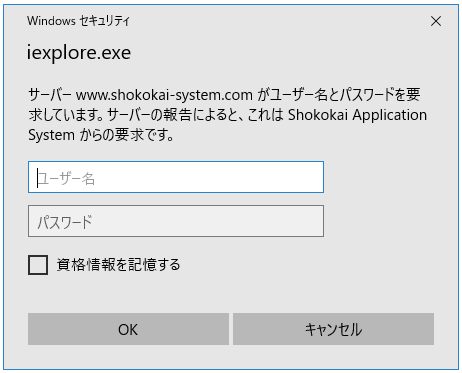 Windows セキュリティ
iexplore.exe
サーバー www.shokokai-system.com がユーザー名とパスワードを要
求しています。サーバーの報告によると、これは Shokokai Application
System からの要求です。
ユーザー名
パスワード
資格情報を記憶する
OK キャンセル